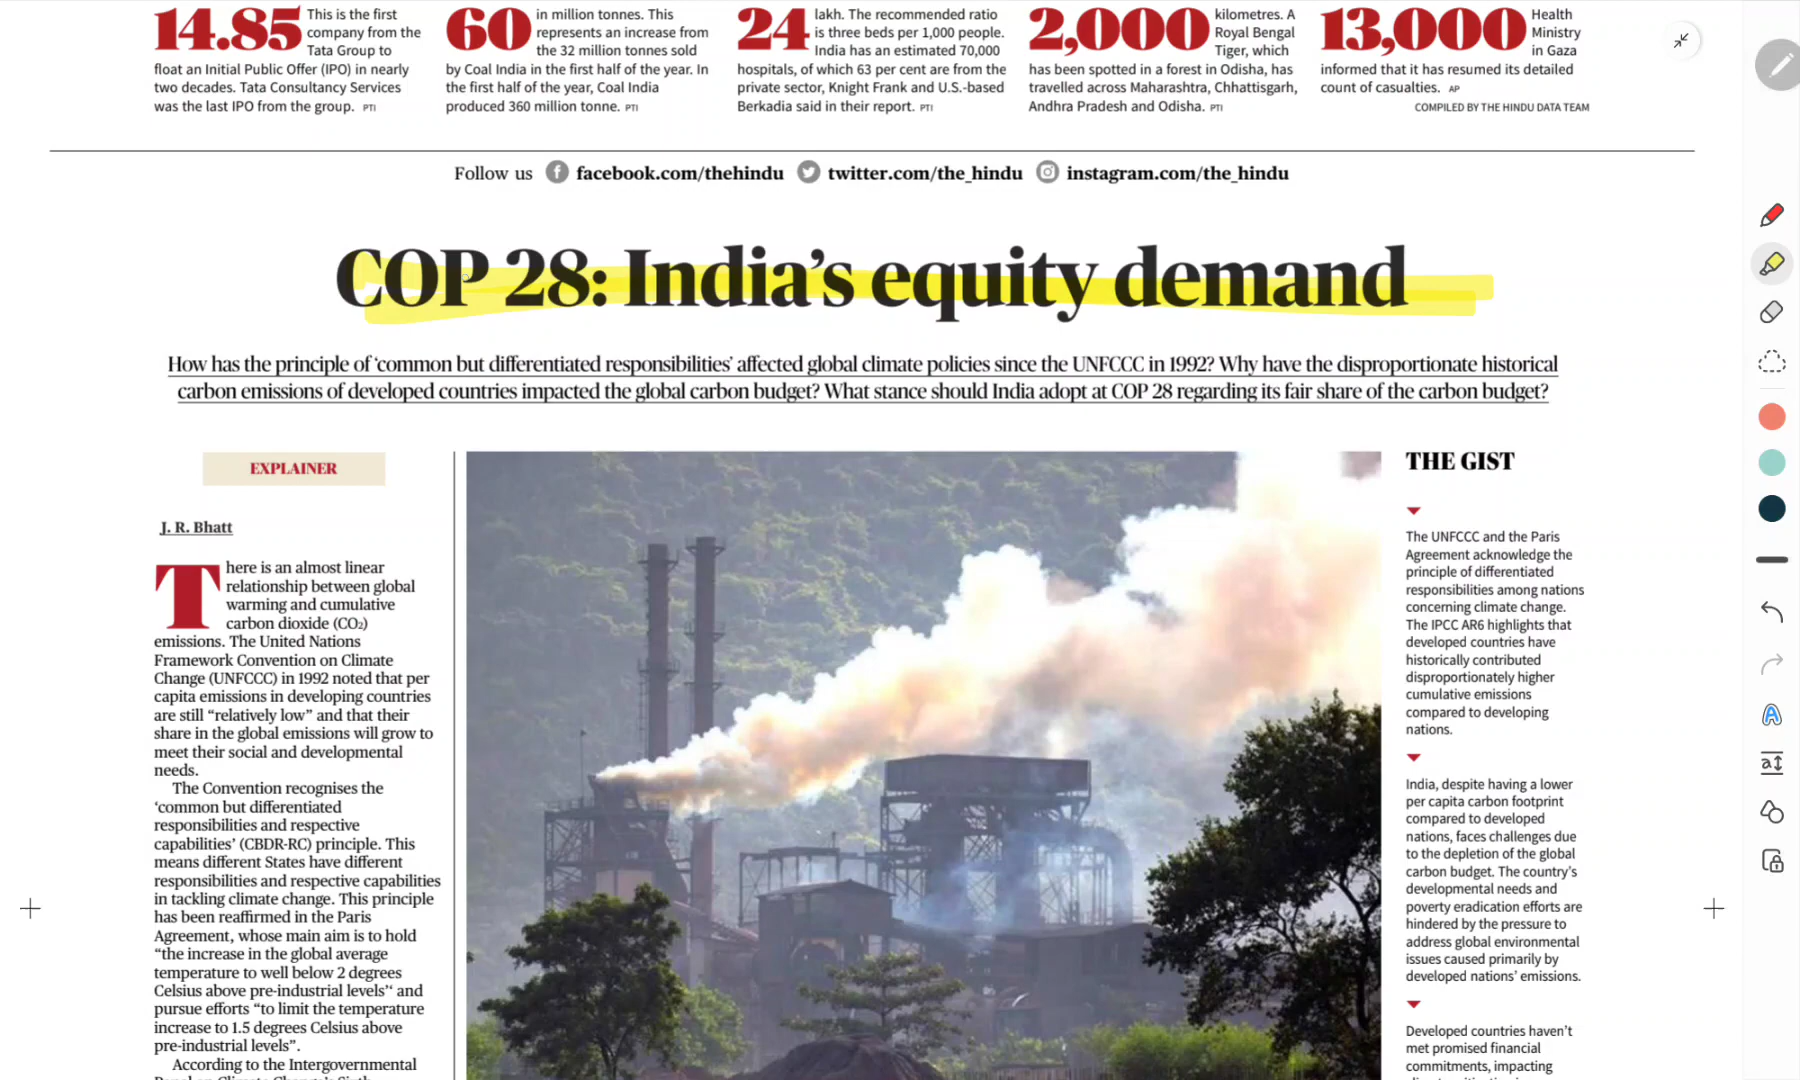 14.85 This is the first
company from the
Tata Group to
float an Initial Public Offer (IPO) in nearly
two decades. Tata Consultancy Services
was the last IPO from the group. PTI
60 in million tonnes. This
represents an increase from
the 32 million tonnes sold
by Coal India in the first half of the year. In
the first half of the year, Coal India
produced 360 million tonne. PTI
24 lakh. The recommended ratio
is three beds per 1,000 people.
India has an estimated 70,000
hospitals, of which 63 per cent are from the
private sector, Knight Frank and U.S.-based
Berkadia said in their report. PTI
2,000 kilometres. A
Royal Bengal
Tiger, which
has been spotted in a forest in Odisha, has
travelled across Maharashtra, Chhattisgarh,
Andhra Pradesh and Odisha. PTI
13,000 Health
Ministry
in Gaza
informed that it has resumed its detailed
count of casualties. AP
COMPILED BY THE HINDU DATA TEAM
Follow us facebook.com/thehindu twitter.com/the_hindu instagram.com/the_hindu
COP 28: India’s equity demand
How has the principle of ‘common but differentiated responsibilities’ affected global climate policies since the UNFCCC in 1992? Why have the disproportionate historical
carbon emissions of developed countries impacted the global carbon budget? What stance should India adopt at COP 28 regarding its fair share of the carbon budget?
EXPLAINER
J. R. Bhatt
There is an almost linear
relationship between global
warming and cumulative
carbon dioxide (CO₂)
emissions. The United Nations
Framework Convention on Climate
Change (UNFCCC) in 1992 noted that per
capita emissions in developing countries
are still “relatively low” and that their
share in the global emissions will grow to
meet their social and developmental
needs.
The Convention recognises the
‘common but differentiated
responsibilities and respective
capabilities’ (CBDR-RC) principle. This
means different States have different
responsibilities and respective capabilities
in tackling climate change. This principle
has been reaffirmed in the Paris
Agreement, whose main aim is to hold
“the increase in the global average
temperature to well below 2 degrees
Celsius above pre-industrial levels’‘ and
pursue efforts “to limit the temperature
increase to 1.5 degrees Celsius above
pre-industrial levels”.
According to the Intergovernmental
THE GIST
The UNFCCC and the Paris
Agreement acknowledge the
principle of differentiated
responsibilities among nations
concerning climate change.
The IPCC AR6 highlights that
developed countries have
historically contributed
disproportionately higher
cumulative emissions
compared to developing
nations.
India, despite having a lower
per capita carbon footprint
compared to developed
nations, faces challenges due
to the depletion of the global
carbon budget. The country’s
developmental needs and
poverty eradication efforts are
hindered by the pressure to
address global environmental
issues caused primarily by
developed nations’ emissions.
Developed countries haven’t
met promised financial
commitments, impacting